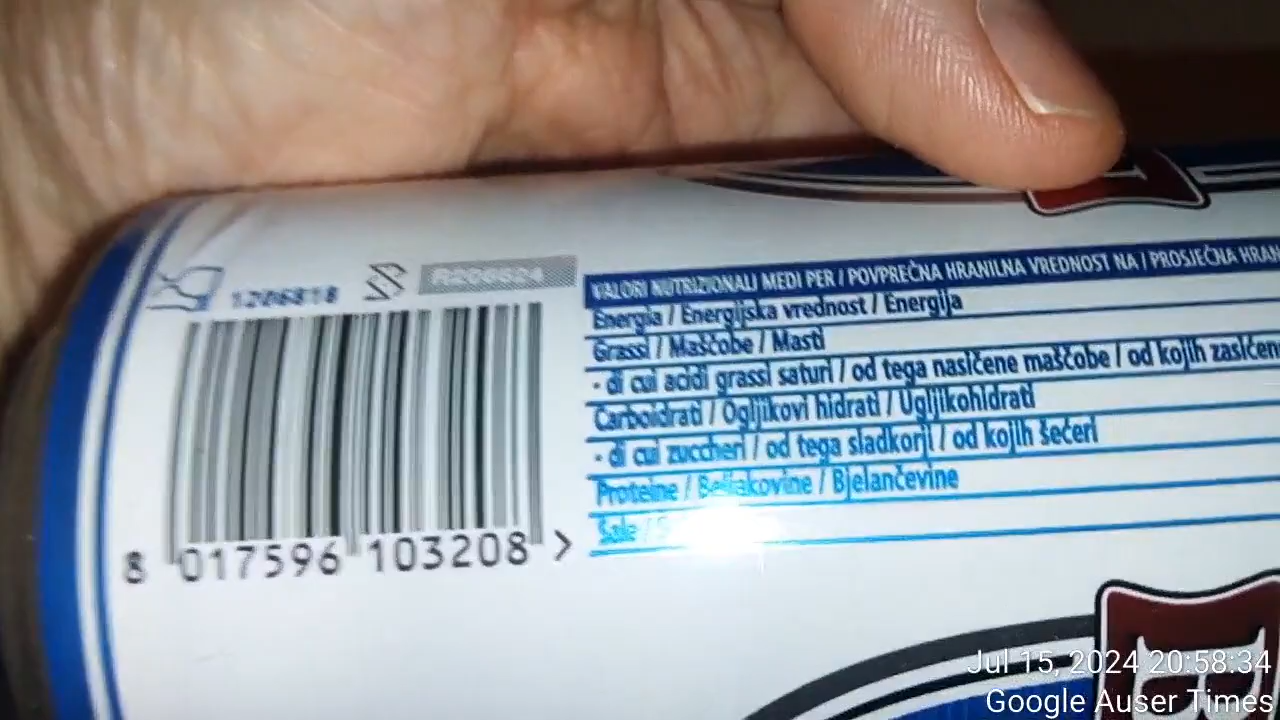 1206818
R206624
VALORI NUTRIZIONALI MEDI PER / POVPREČNA HRANILNA VREDNOST NA / PROSJEČNA HRAN
Energia / Energijska vrednost / Energija
Grassi / Maščobe / Masti
- di cui acidi grassi saturi / od tega nasičene maščobe / od kojih zasićen
Carboidrati / Ogljikovi hidrati / Ugljikohidrati
- di cui zuccheri / od tega sladkorji / od kojih šećeri
Proteine / Beljakovine / Bjelančevine
Sale /
8 017596 103208 >
Jul 15, 2024 20:58:34
Google Auser Times